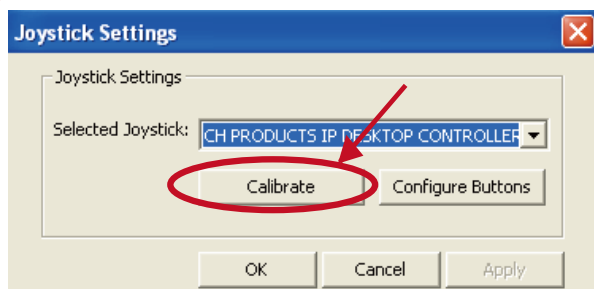 Joystick Settings
Joystick Settings
Selected Joystick: CH PRODUCTS IP DESKTOP CONTROLLER
Calibrate Configure Buttons
OK Cancel Apply